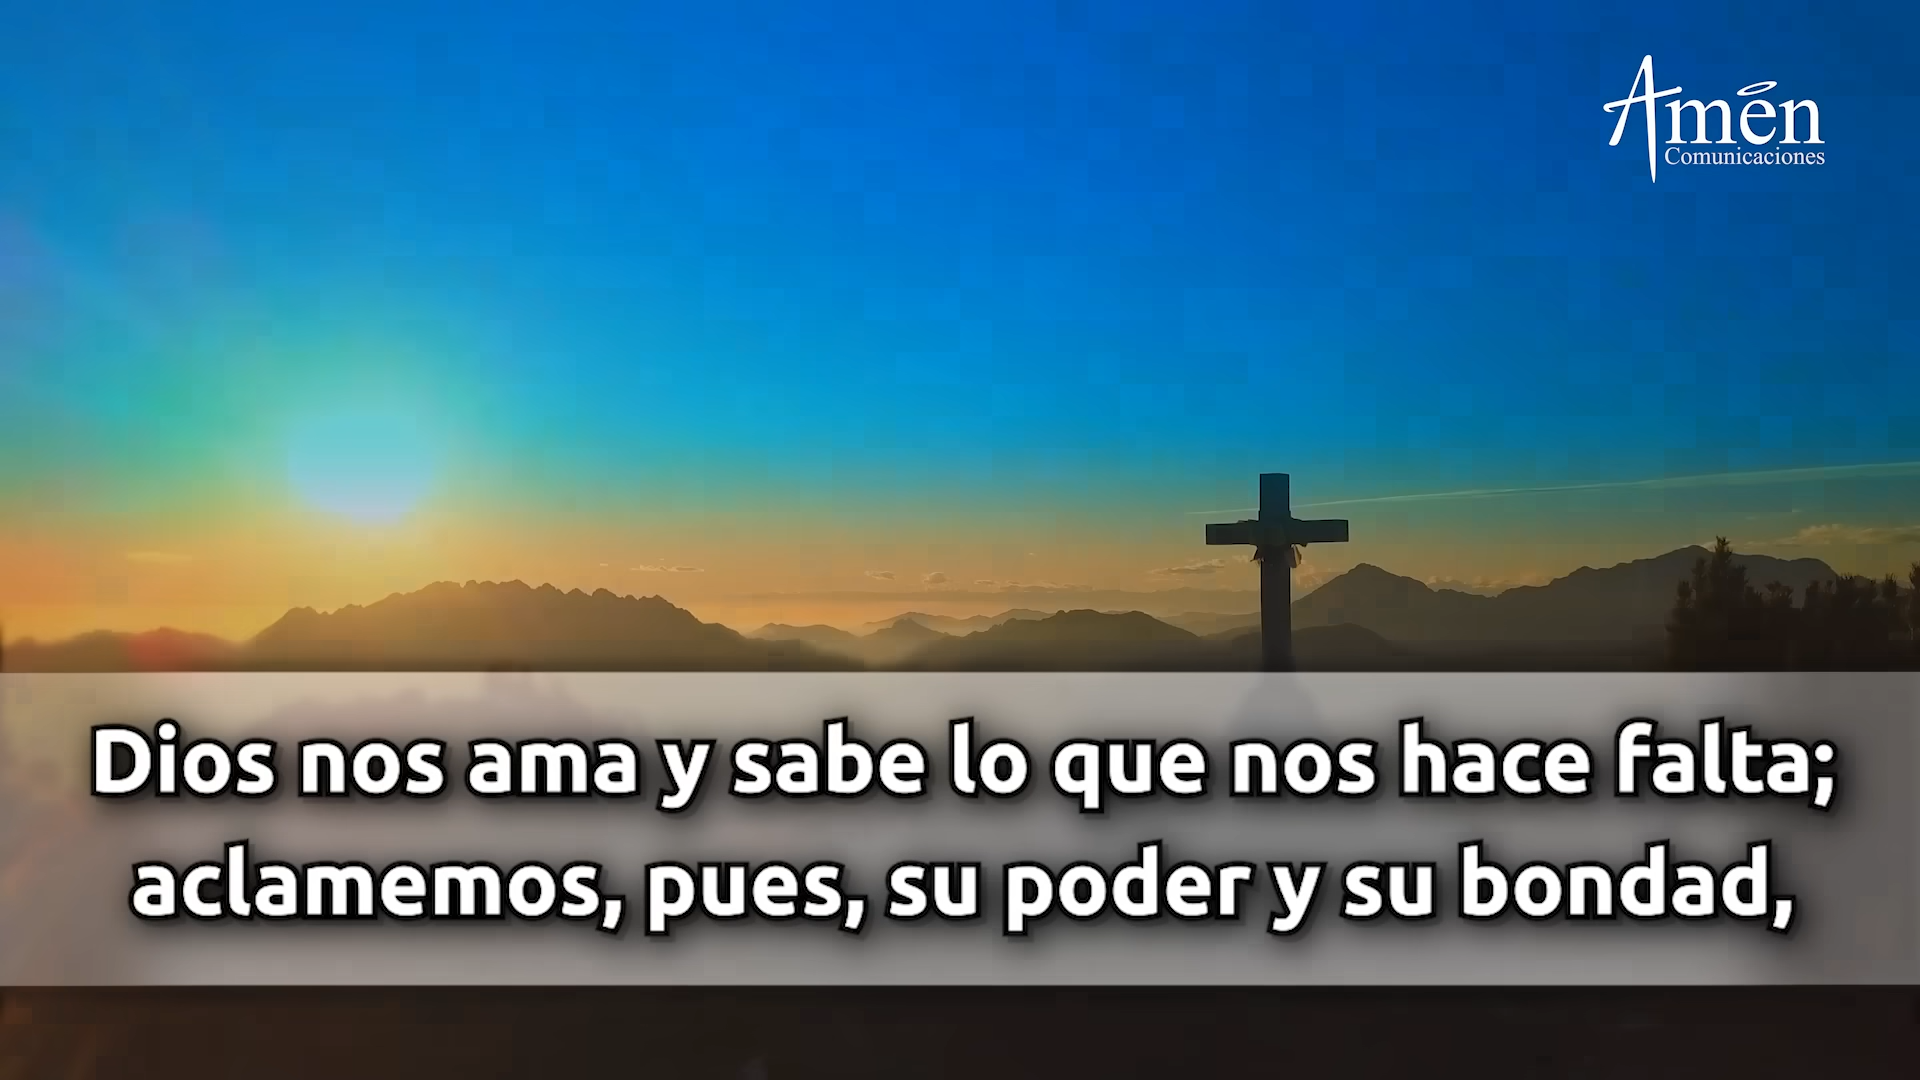 Amén
Comunicaciones
Dios nos ama y sabe lo que nos hace falta;
aclamemos, pues, su poder y su bondad,